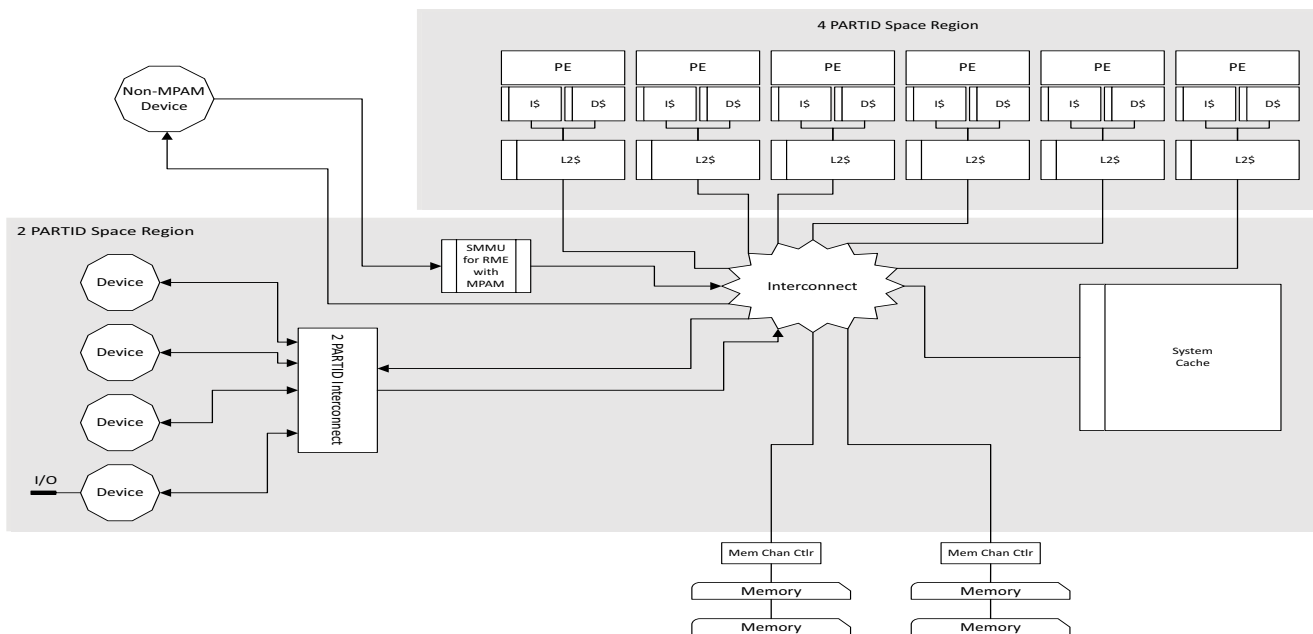 4 PARTID Space Region
PE PE PE PE PE PE
I$ D$ I$ D$ I$ D$ I$ D$ I$ D$ I$ D$
L2$ L2$ L2$ L2$ L2$ L2$
Non-MPAM
Device
2 PARTID Space Region
SMMU
for RME
with
MPAM
Interconnect
Device
Device
Device
Device
I/O
2 PARTID Interconnect
System
Cache
Mem Chan Ctlr Mem Chan Ctlr
Memory Memory
Memory Memory